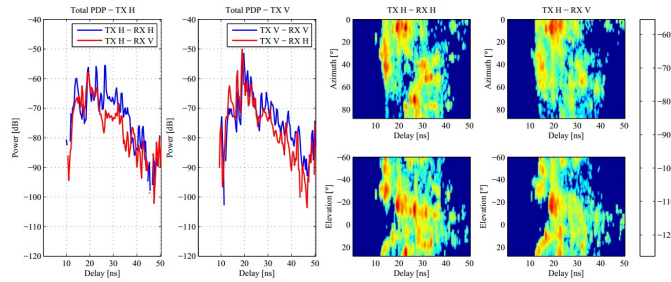 Total PDP − TX H
−40
−50
−60
−70
−80
−90
−100
−110
−120
Power [dB]
10 20 30 40 50
Delay [ns]
TX H − RX H
TX H − RX V
Total PDP − TX V
−40
−50
−60
−70
−80
−90
−100
−110
−120
Power [dB]
10 20 30 40 50
Delay [ns]
TX V − RX V
TX V − RX H
TX H − RX H
0
20
40
60
80
Azimuth [°]
10 20 30 40 50
Delay [ns]
TX H − RX V
0
20
40
60
80
Azimuth [°]
10 20 30 40 50
Delay [ns]
−60
−40
−20
0
20
Elevation [°]
10 20 30 40 50
Delay [ns]
−60
−40
−20
0
20
Elevation [°]
10 20 30 40 50
Delay [ns]
−60
−70
−80